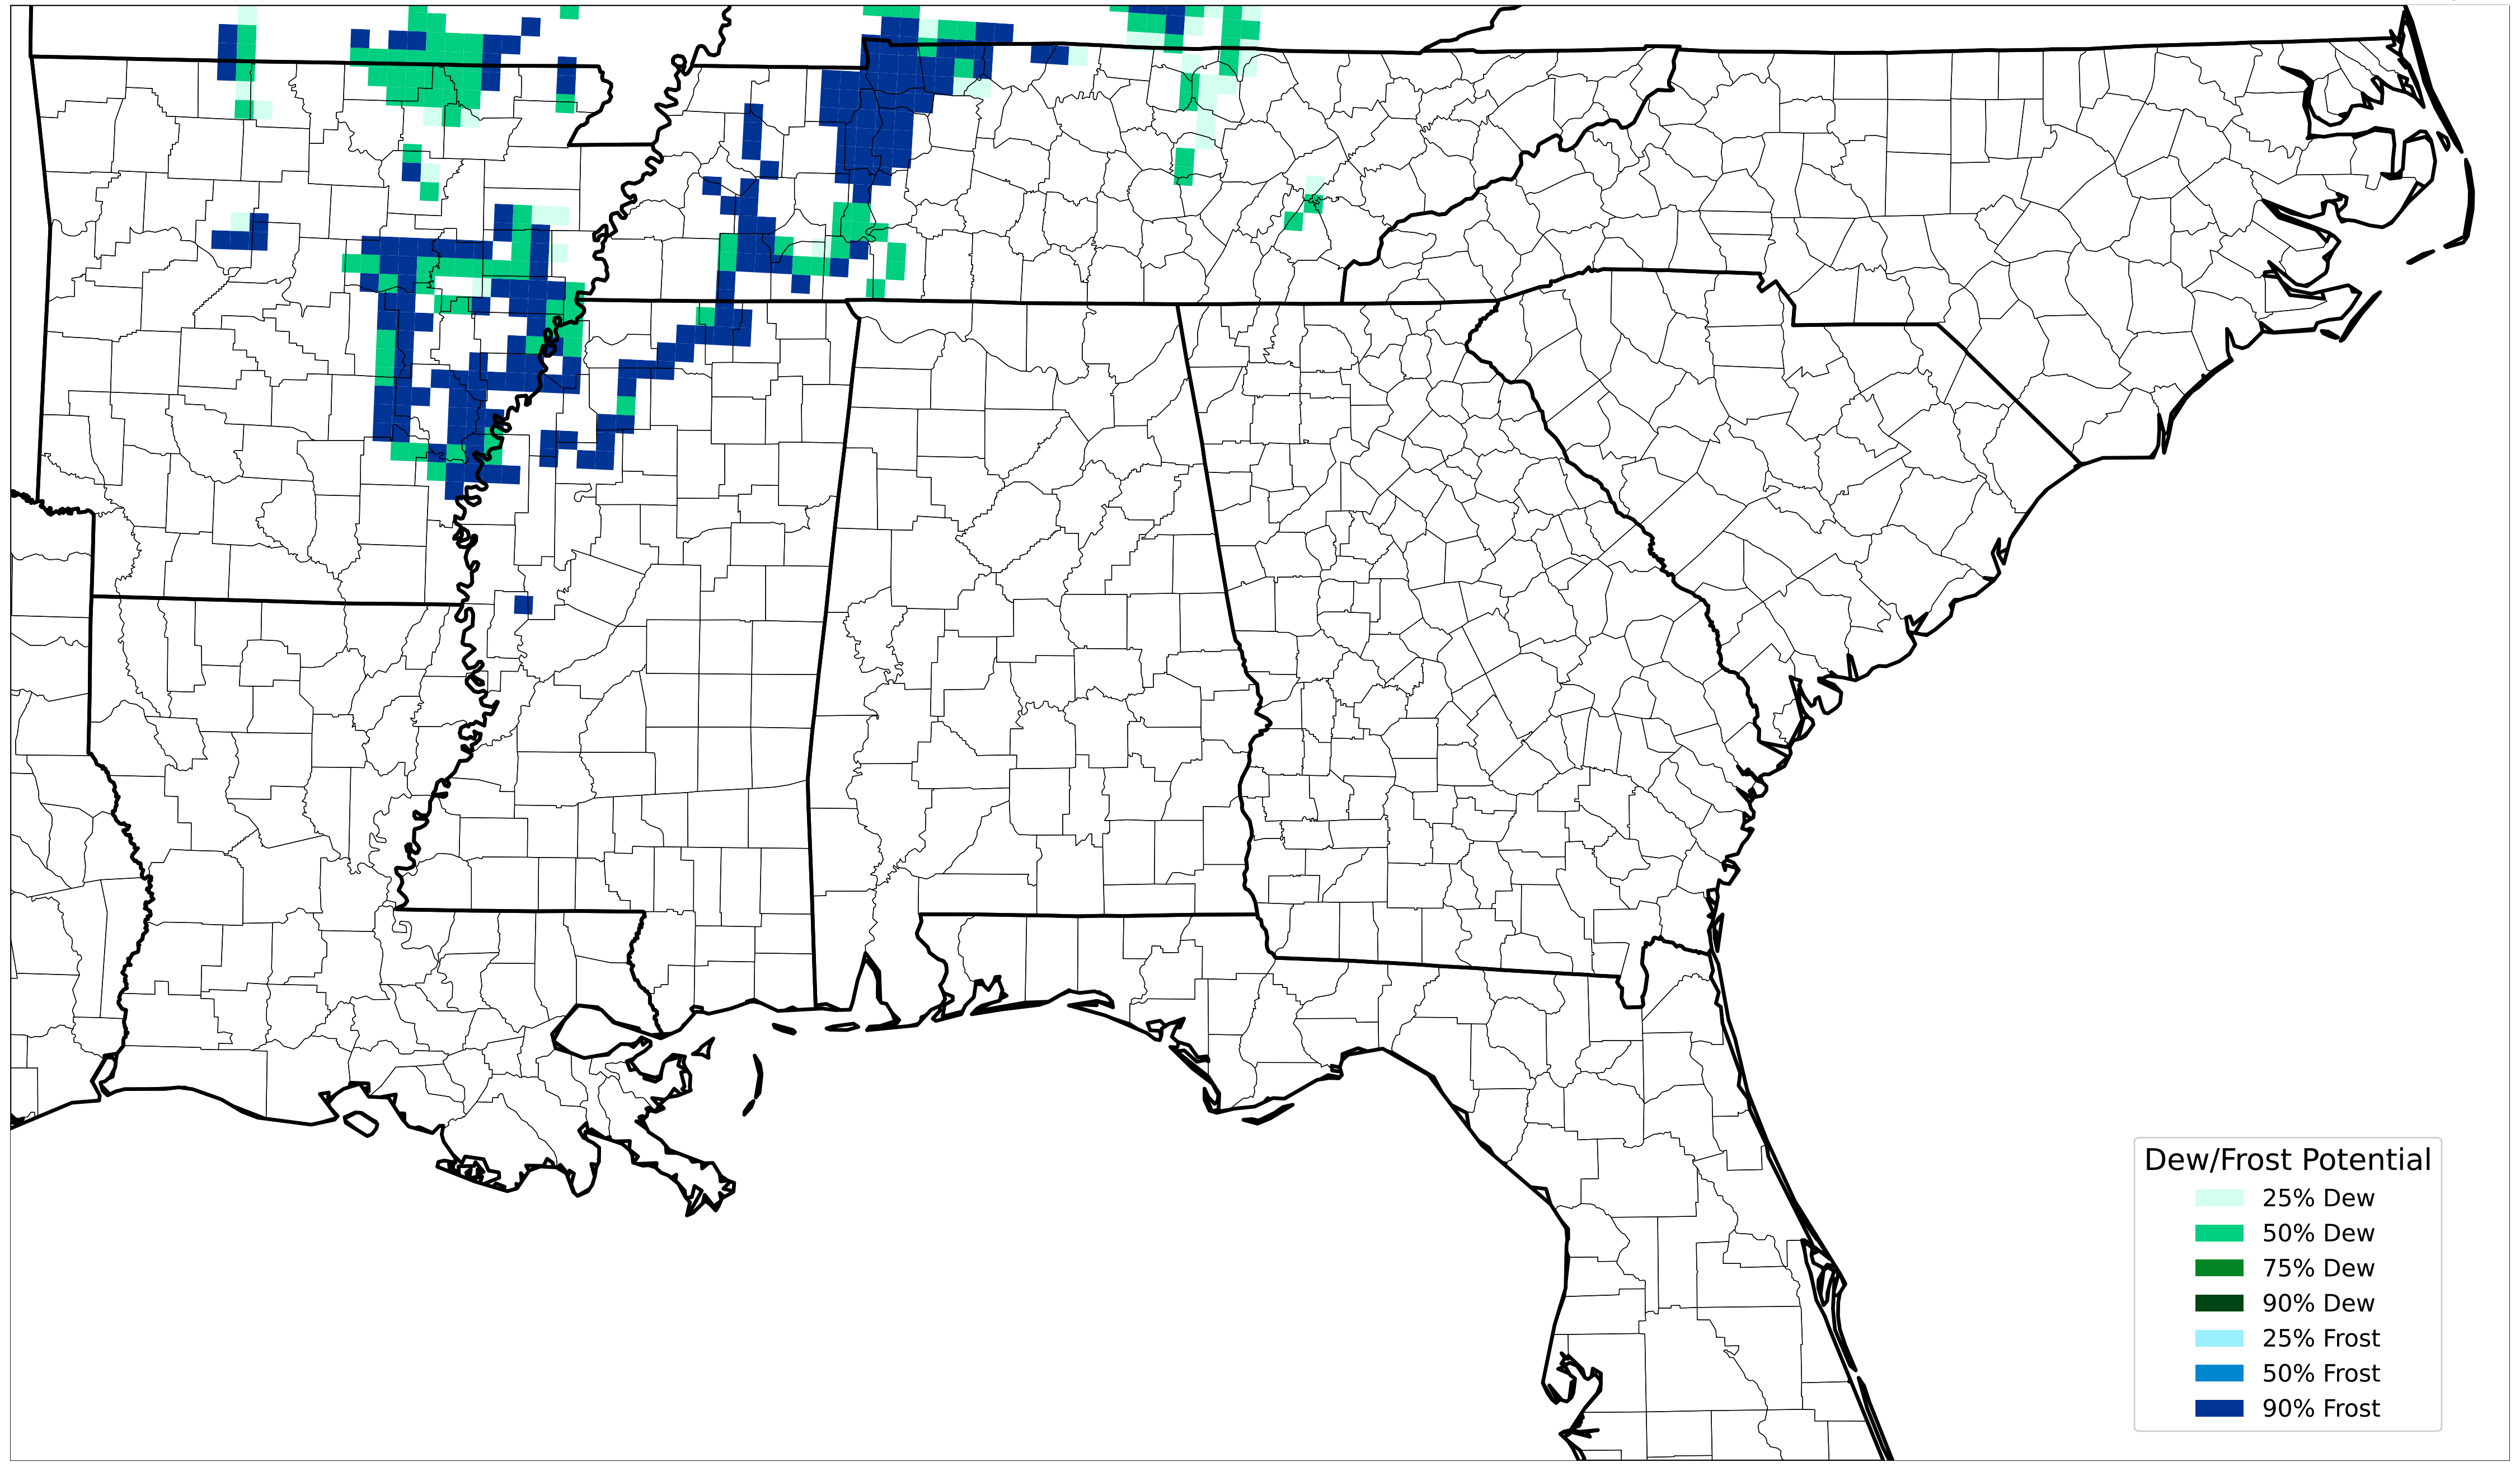 Dew/Frost Potential
25% Dew
50% Dew
75% Dew
90% Dew
25% Frost
50% Frost
90% Frost